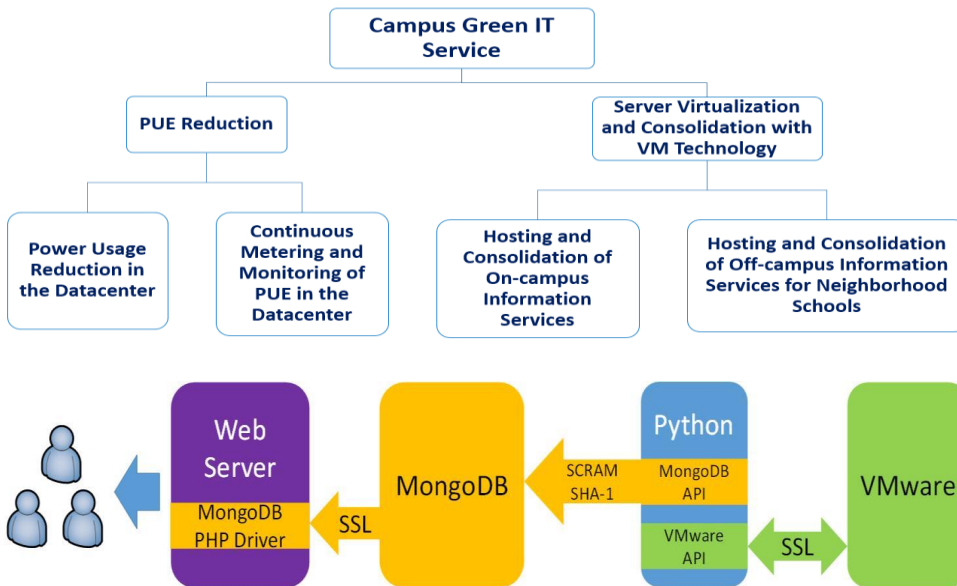 Campus Green IT
Service
PUE Reduction
Server Virtualization
and Consolidation with
VM Technology
Power Usage
Reduction in
the Datacenter
Continuous
Metering and
Monitoring of
PUE in the
Datacenter
Hosting and
Consolidation of
On-campus
Information
Services
Hosting and Consolidation
of Off-campus Information
Services for Neighborhood
Schools
Web
Server
MongoDB
PHP Driver
SSL
MongoDB
SCRAM
SHA-1
Python
MongoDB
API
VMware
API
SSL
VMware